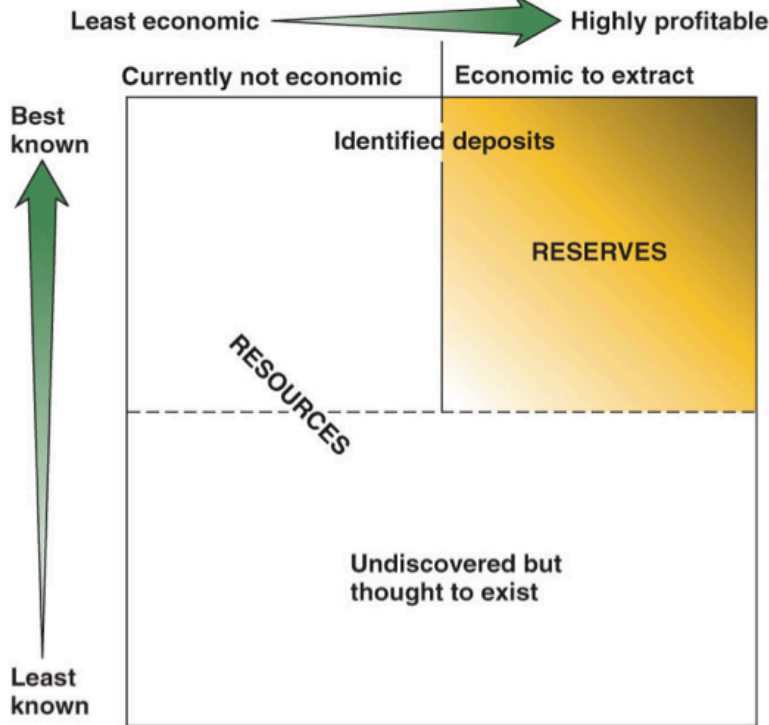 Least economic
Highly profitable
Currently not economic
Economic to extract
Best
known
Identified deposits
RESERVES
RESOURCES
Undiscovered but
thought to exist
Least
known